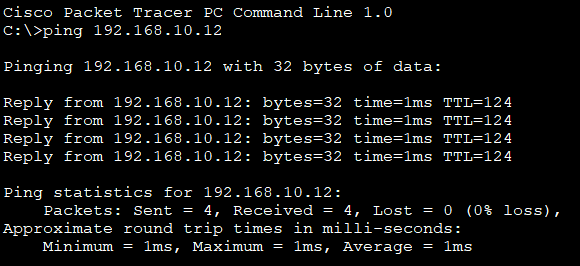 Cisco Packet Tracer PC Command Line 1.0
C:\>ping 192.168.10.12
Pinging 192.168.10.12 with 32 bytes of data:
Reply from 192.168.10.12: bytes=32 time=1ms TTL=124
Reply from 192.168.10.12: bytes=32 time=1ms TTL=124
Reply from 192.168.10.12: bytes=32 time=1ms TTL=124
Reply from 192.168.10.12: bytes=32 time=1ms TTL=124
Ping statistics for 192.168.10.12:
Packets: Sent = 4, Received = 4, Lost = 0 (0% loss),
Approximate round trip times in milli-seconds:
Minimum = 1ms, Maximum = 1ms, Average = 1ms